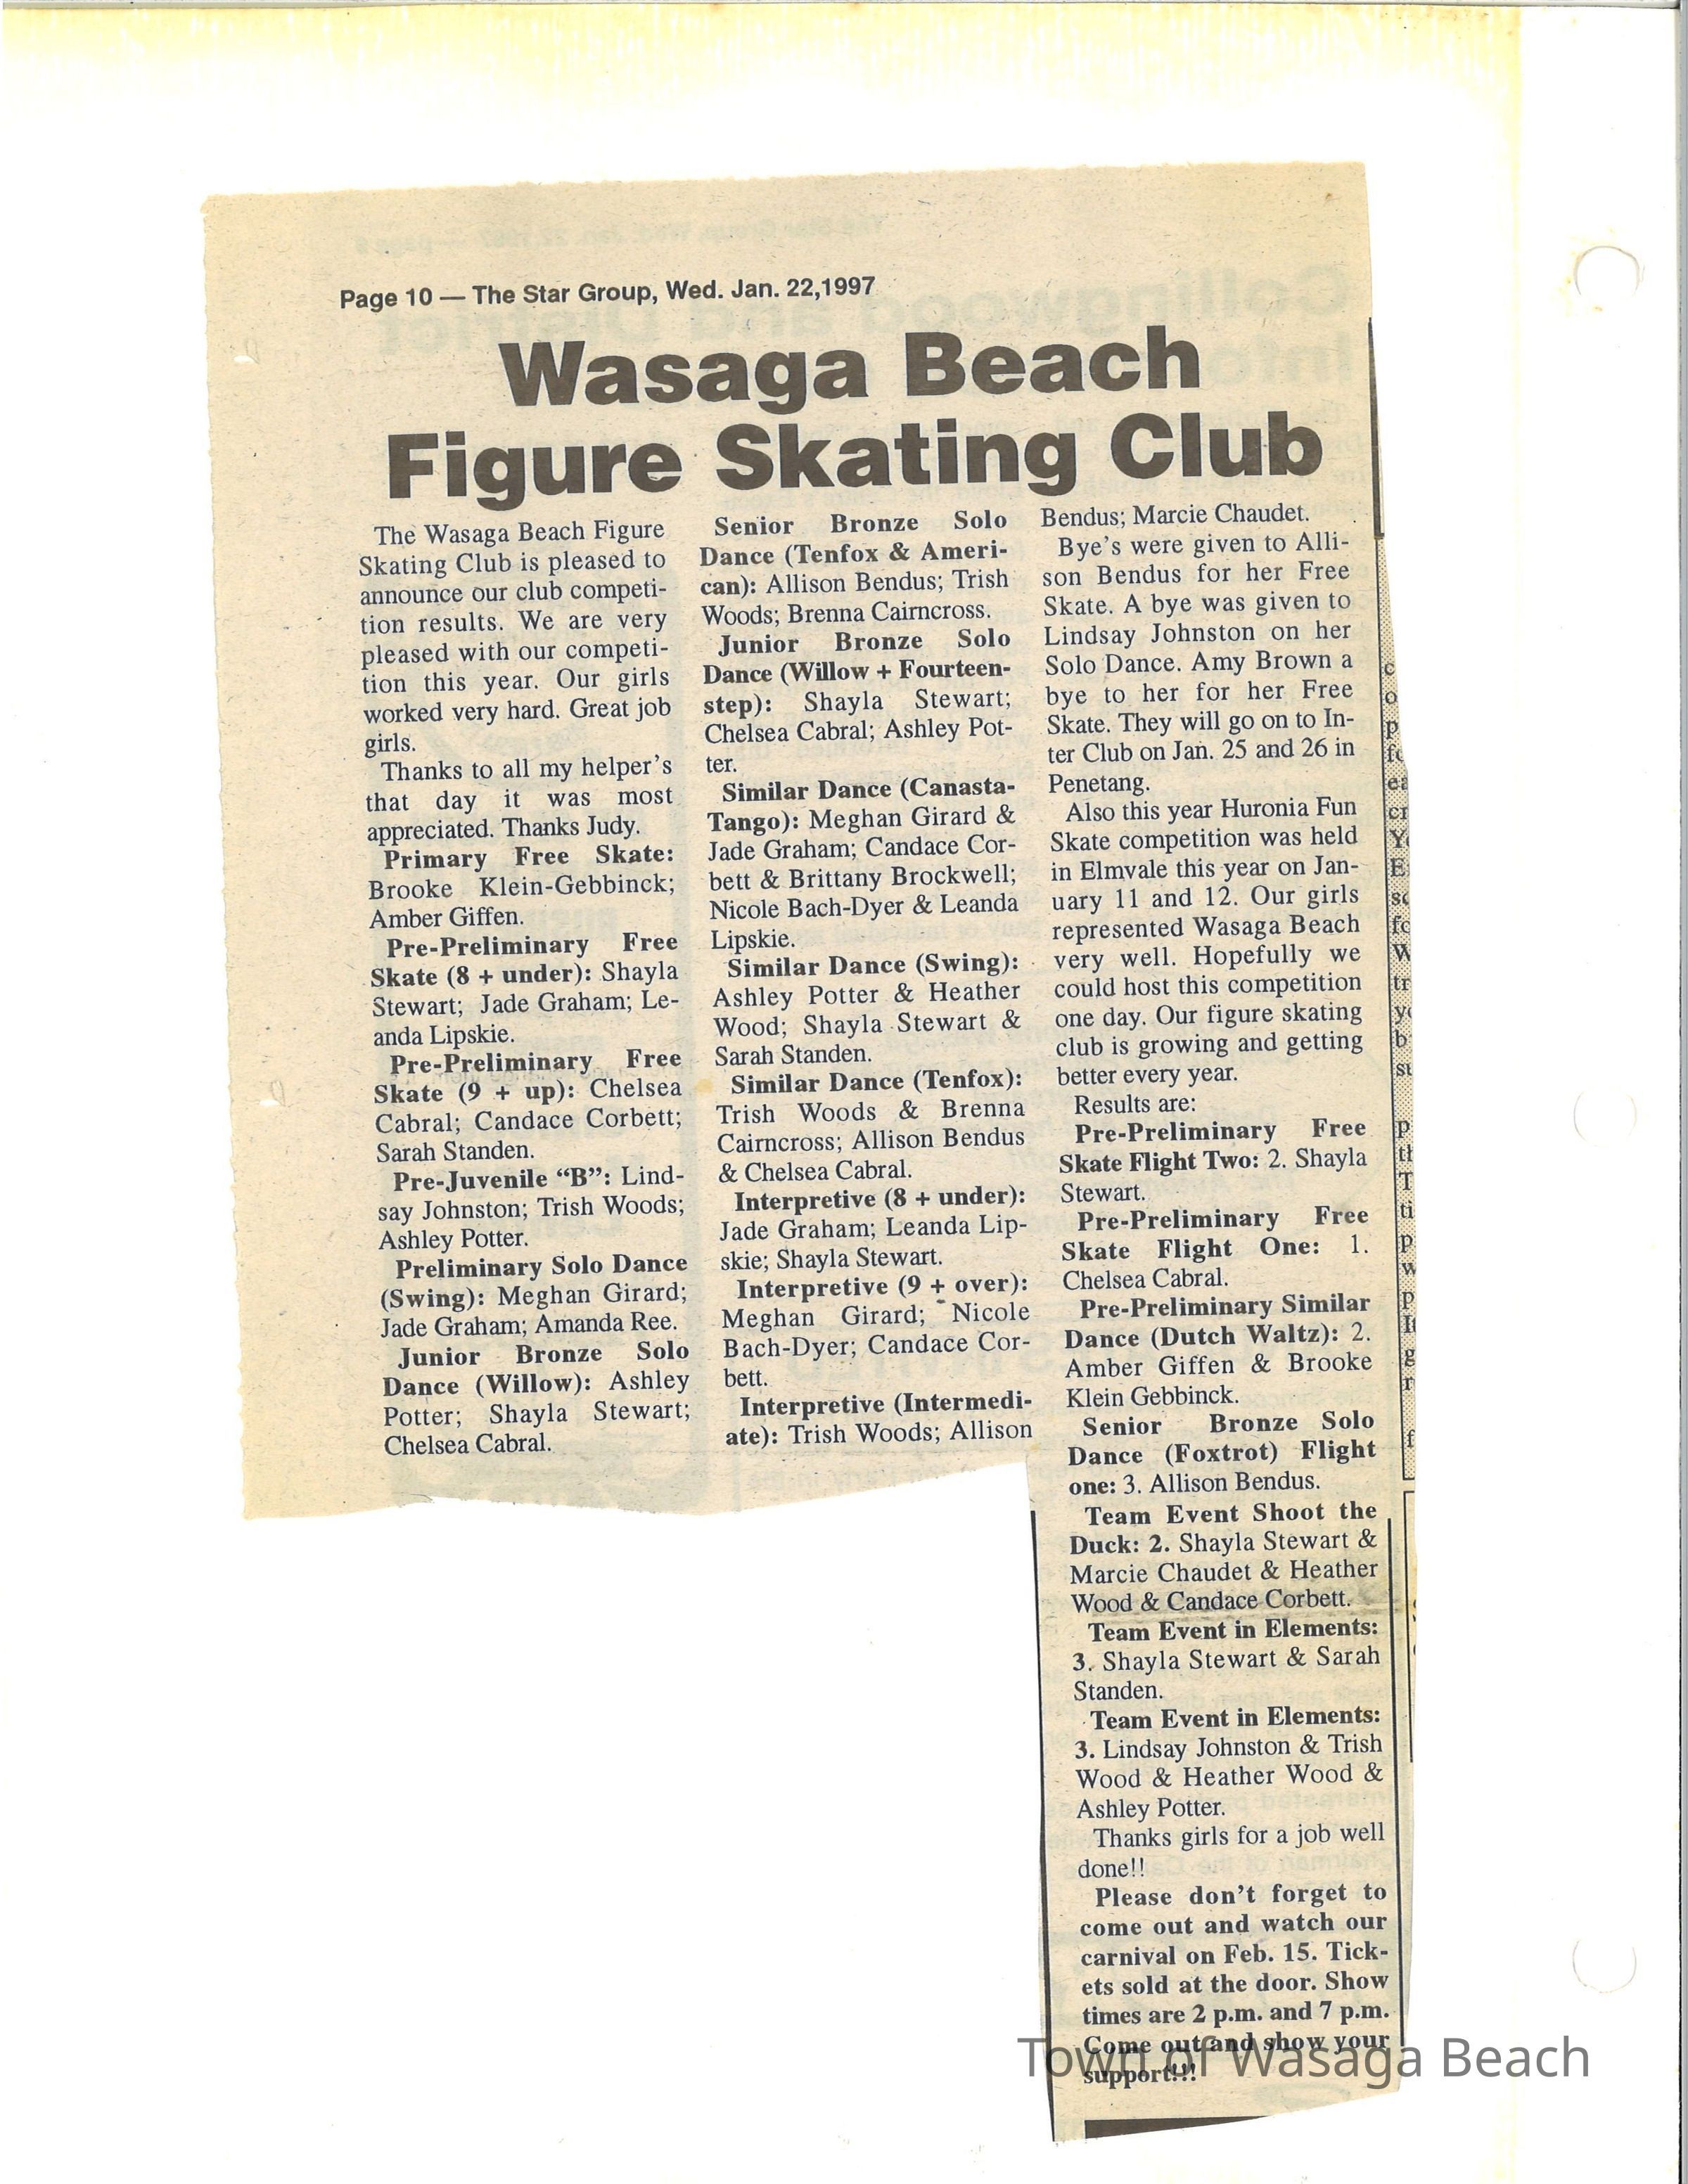 Page 10 — The Star Group, Wed. Jan. 22,1997
Wasaga Beach
Figure Skating Club
The Wasaga Beach Figure
Skating Club is pleased to
announce our club competi-
tion results. We are very
pleased with our competi-
tion this year. Our girls
worked very hard. Great job
girls.
Thanks to all my helper's
that day it was most
appreciated. Thanks Judy.
Primary Free Skate:
Brooke Klein-Gebbinck;
Amber Giffen.
Pre-Preliminary Free
Skate (8 + under): Shayla
Stewart; Jade Graham; Le-
anda Lipskie.
Pre-Preliminary Free
Skate (9 + up): Chelsea
Cabral; Candace Corbett;
Sarah Standen.
Pre-Juvenile “B”: Lind-
say Johnston; Trish Woods;
Ashley Potter.
Preliminary Solo Dance
(Swing): Meghan Girard;
Jade Graham; Amanda Ree.
Junior Bronze Solo
Dance (Willow): Ashley
Potter; Shayla Stewart;
Chelsea Cabral.
Senior Bronze Solo
Dance (Tenfox & Ameri-
can): Allison Bendus; Trish
Woods; Brenna Cairncross.
Junior Bronze Solo
Dance (Willow + Fourteen-
step): Shayla Stewart;
Chelsea Cabral; Ashley Pot-
ter.
Similar Dance (Canasta-
Tango): Meghan Girard &
Jade Graham; Candace Cor-
bett & Brittany Brockwell;
Nicole Bach-Dyer & Leanda
Lipskie.
Similar Dance (Swing):
Ashley Potter & Heather
Wood; Shayla Stewart &
Sarah Standen.
Similar Dance (Tenfox):
Trish Woods & Brenna
Cairncross; Allison Bendus
& Chelsea Cabral.
Interpretive (8 + under):
Jade Graham; Leanda Lip-
skie; Shayla Stewart.
Interpretive (9 + over):
Meghan Girard; Nicole
Bach-Dyer; Candace Cor-
bett.
Interpretive (Intermedi-
ate): Trish Woods; Allison
Bendus; Marcie Chaudet.
Bye's were given to Alli-
son Bendus for her Free
Skate. A bye was given to
Lindsay Johnston on her
Solo Dance. Amy Brown a
bye to her for her Free
Skate. They will go on to In-
ter Club on Jan. 25 and 26 in
Penetang.
Also this year Huronia Fun
Skate competition was held
in Elmvale this year on Jan-
uary 11 and 12. Our girls
represented Wasaga Beach
very well. Hopefully we
could host this competition
one day. Our figure skating
club is growing and getting
better every year.
Results are:
Pre-Preliminary Free
Skate Flight Two: 2. Shayla
Stewart.
Pre-Preliminary Free
Skate Flight One: 1.
Chelsea Cabral.
Pre-Preliminary Similar
Dance (Dutch Waltz): 2.
Amber Giffen & Brooke
Klein Gebbinck.
Senior Bronze Solo
Dance (Foxtrot) Flight
one: 3. Allison Bendus.
Team Event Shoot the
Duck: 2. Shayla Stewart &
Marcie Chaudet & Heather
Wood & Candace Corbett.
Team Event in Elements:
3. Shayla Stewart & Sarah
Standen.
Team Event in Elements:
3. Lindsay Johnston & Trish
Wood & Heather Wood &
Ashley Potter.
Thanks girls for a job well
done!!
Please don't forget to
come out and watch our
carnival on Feb. 15. Tick-
ets sold at the door. Show
times are 2 p.m. and 7 p.m.
Come out and show your
support!!!
Town of Wasaga Beach